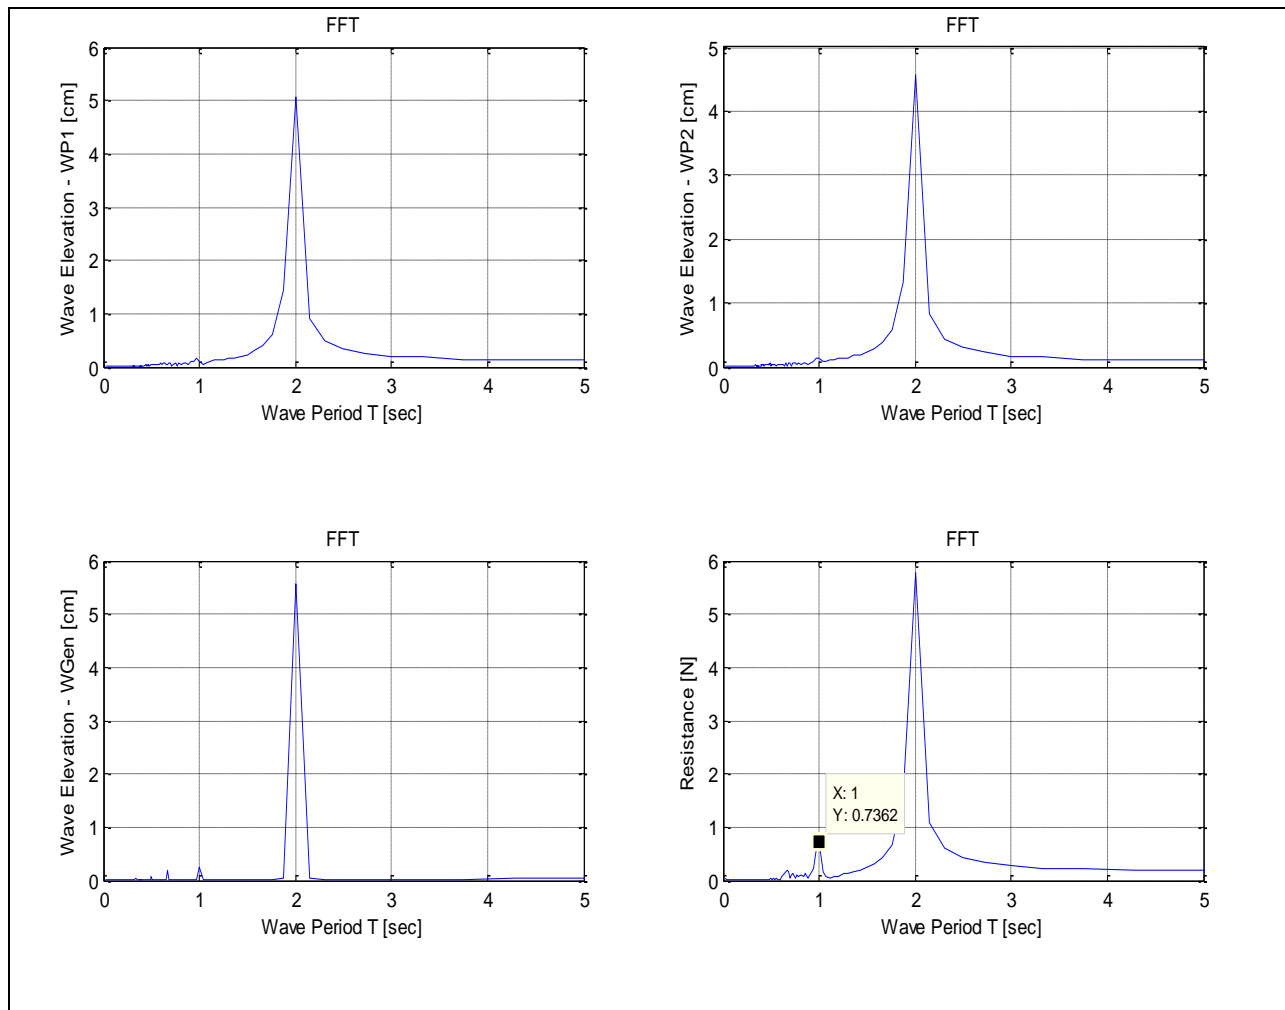 FFT
6
5
4
3
2
1
0
Wave Elevation - WP1 [cm]
0 1 2 3 4 5
Wave Period T [sec]
FFT
5
4
3
2
1
0
Wave Elevation - WP2 [cm]
0 1 2 3 4 5
Wave Period T [sec]
FFT
6
5
4
3
2
1
0
Wave Elevation - WGen [cm]
0 1 2 3 4 5
Wave Period T [sec]
FFT
6
5
4
3
2
1
0
Resistance [N]
X: 1
Y: 0.7362
0 1 2 3 4 5
Wave Period T [sec]